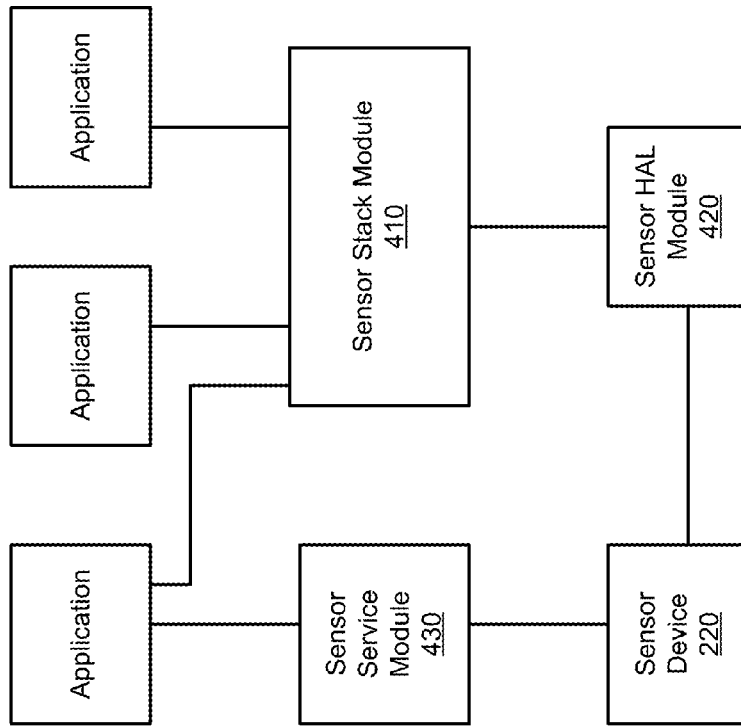 Sensor
Device
220
Sensor
Service
Module
430
Application
Application
Sensor Stack Module
410
Sensor HAL
Module
420
Application